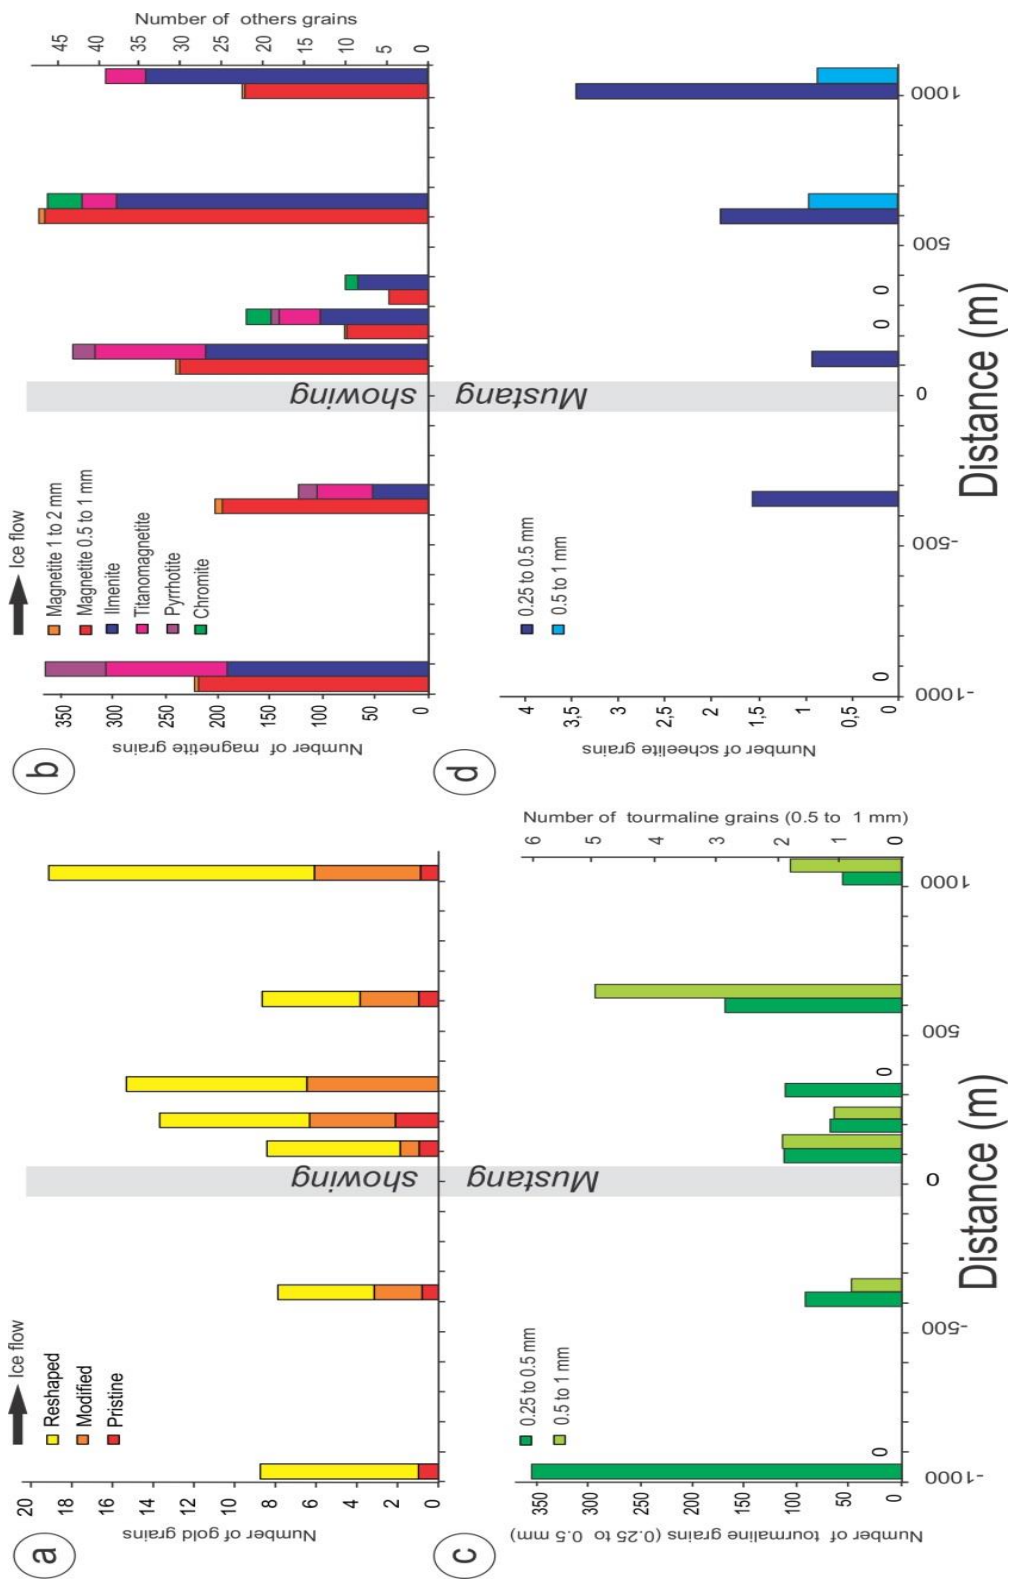 a
Ice flow
Reshaped
Modified
Pristine
Number of gold grains
20
18
16
14
12
10
8
6
4
2
0
showing
b
Ice flow
Magnetite 1 to 2 mm
Magnetite 0.5 to 1 mm
Ilmenite
Titanomagnetite
Pyrrhotite
Chromite
Number of magnetite grains
350
300
250
200
150
100
50
0
showing
Number of others grains
45
40
35
30
25
20
15
10
5
0
c
0.25 to 0.5 mm
0.5 to 1 mm
Number of tourmaline grains (0.25 to 0.5 mm)
350
300
250
200
150
100
50
0
Mustang
0
0
Number of tourmaline grains (0.5 to 1 mm)
6
5
4
3
2
1
0
-1000
-500
0
500
1000
Distance (m)
d
0.25 to 0.5 mm
0.5 to 1 mm
Number of scheelite grains
4
3,5
3
2,5
2
1,5
1
0,5
0
Mustang
0
0
0
-1000
-500
0
500
1000
Distance (m)